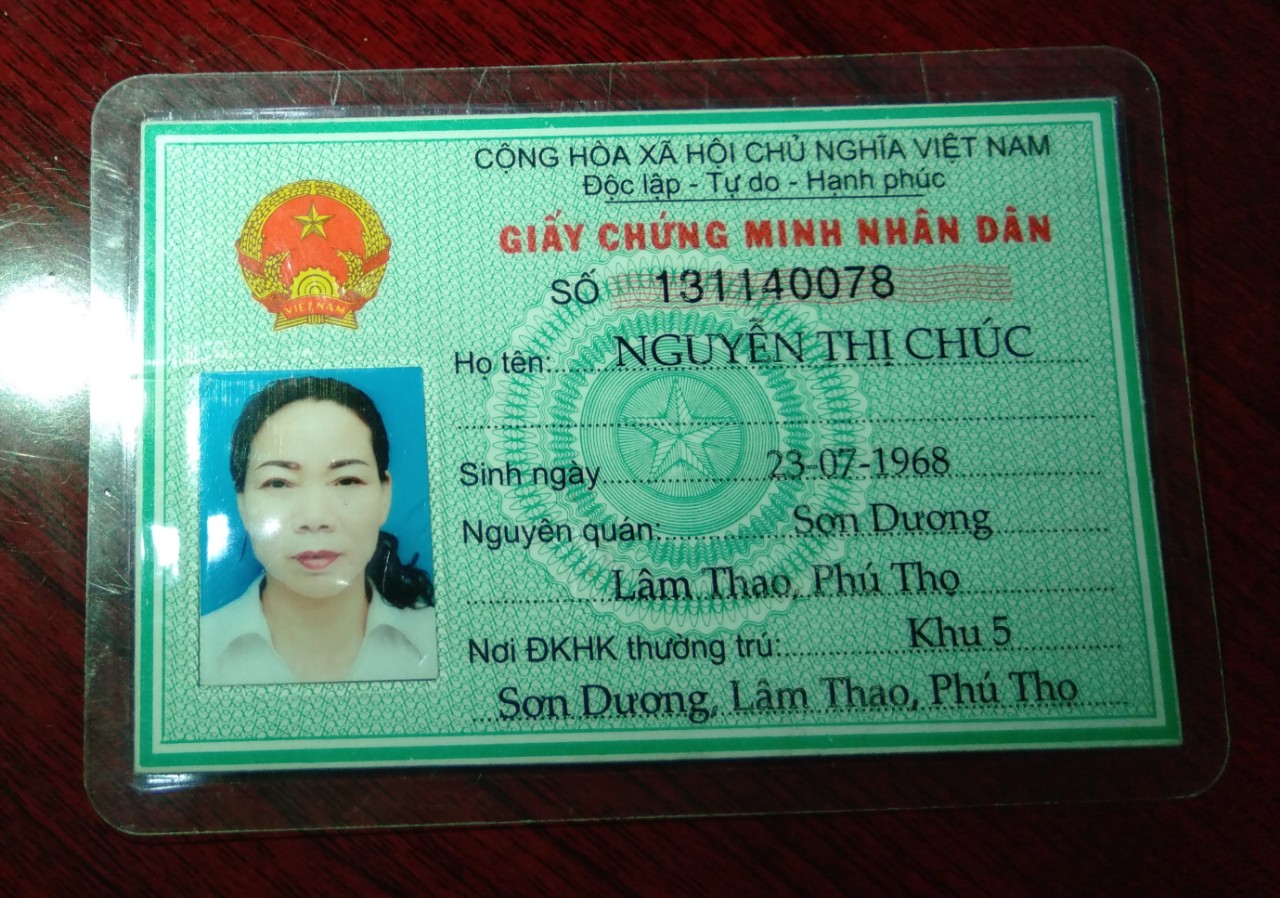 CỘNG HÒA XÃ HỘI CHỦ NGHĨA VIỆT NAM
Độc lập - Tự do - Hạnh phúc
GIẤY CHỨNG MINH NHÂN DÂN
SỐ 131140078
VIỆT NAM
Họ tên: NGUYỄN THỊ CHÚC
Sinh ngày 23-07-1968
Nguyên quán: Sơn Dương
Lâm Thao, Phú Thọ
Nơi ĐKHK thường trú: Khu 5
Sơn Dương, Lâm Thao, Phú Thọ